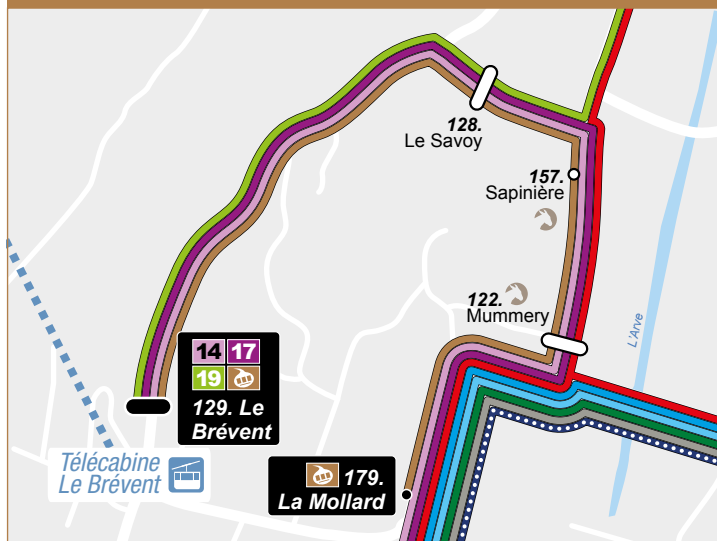 128.
Le Savoy
157.
Sapinière
122.
Mummery
L'Arve
14 17
19
129. Le
Brévent
Télécabine
Le Brévent
179.
La Mollard